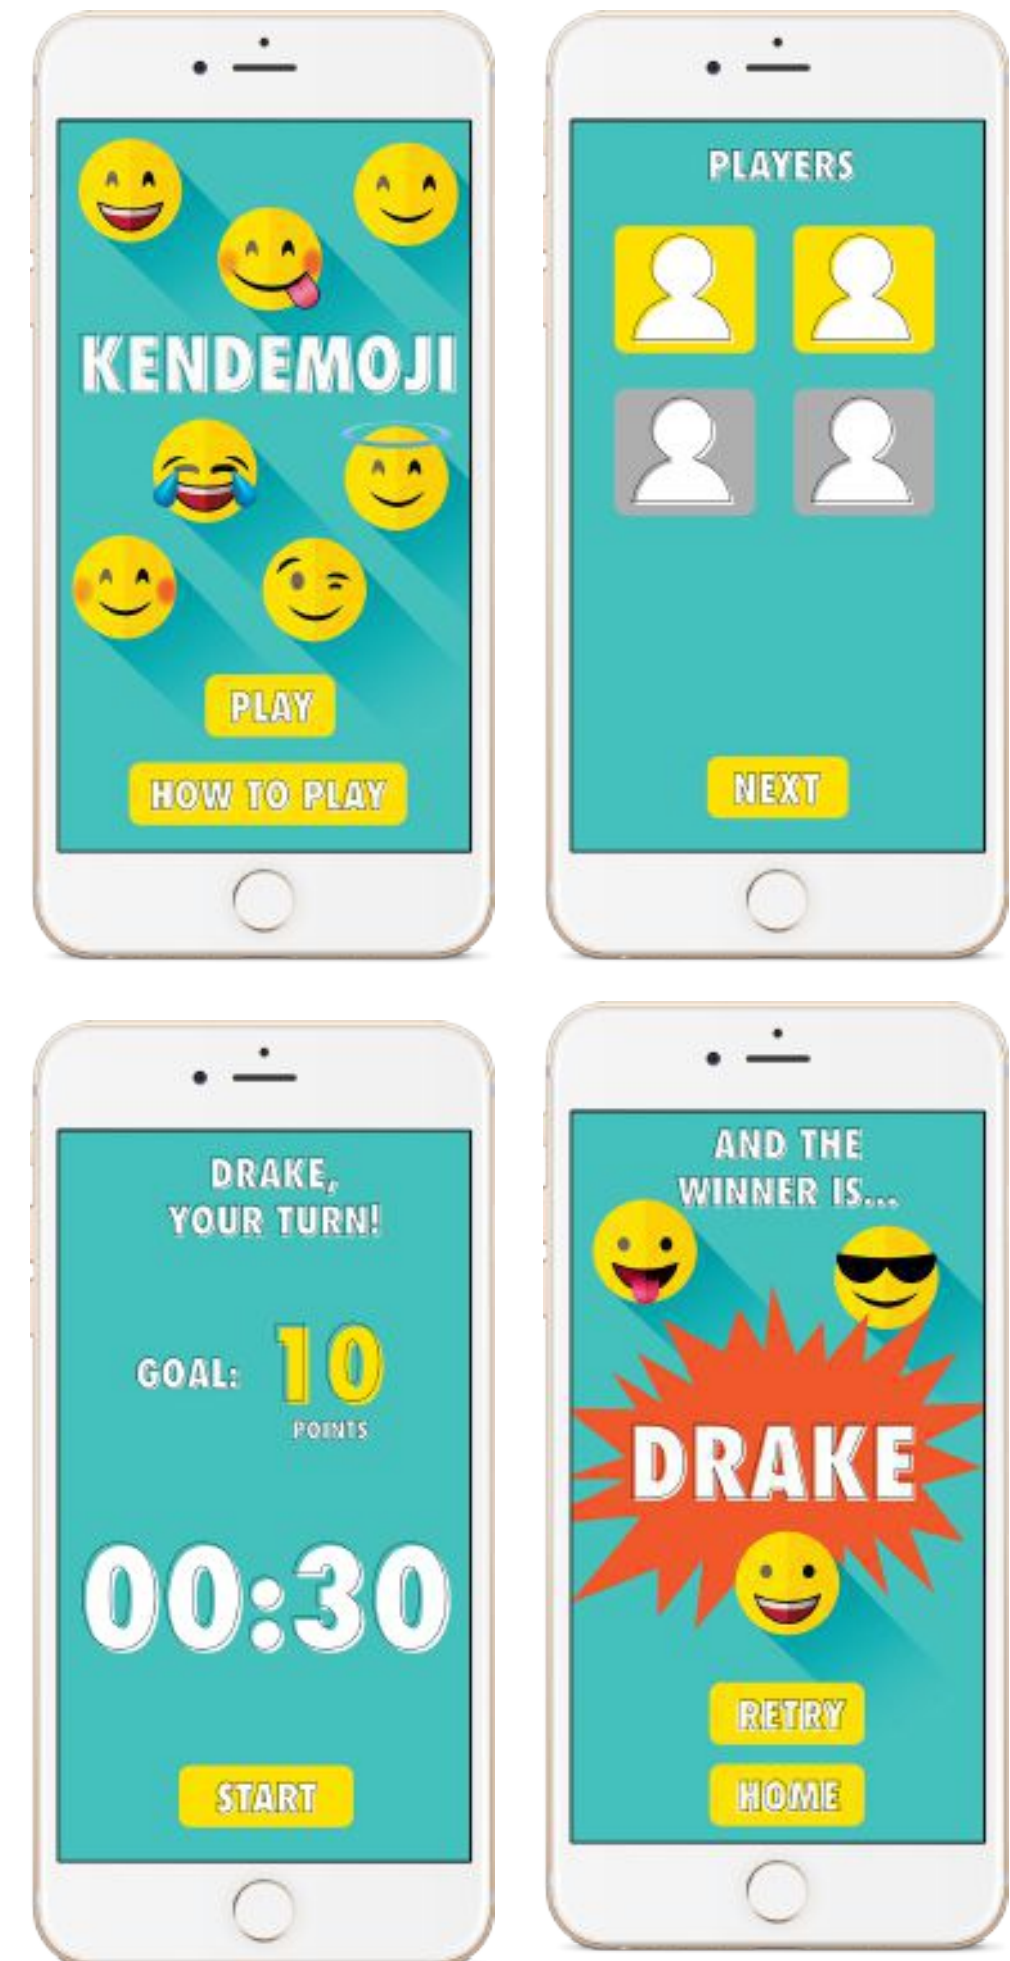 KENDEMOJI
PLAY
HOW TO PLAY
PLAYERS
NEXT
DRAKE,
YOUR TURN!
GOAL: 10
POINTS
00:30
START
AND THE
WINNER IS...
DRAKE
RETRY
HOME